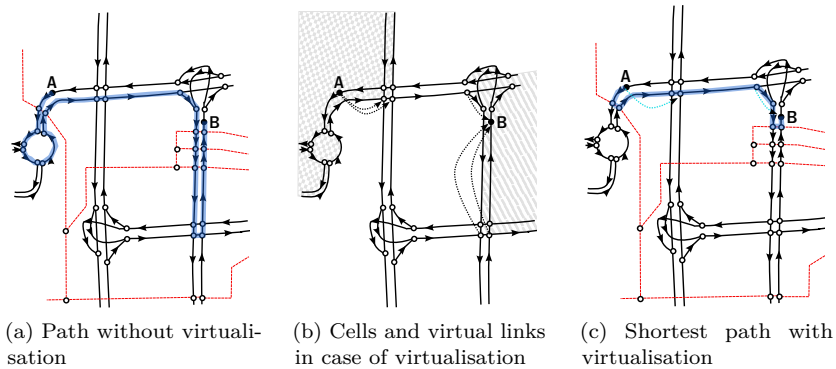 A
B
A
B
A
B
(a) Path without virtuali-
sation
(b) Cells and virtual links
in case of virtualisation
(c) Shortest path with
virtualisation